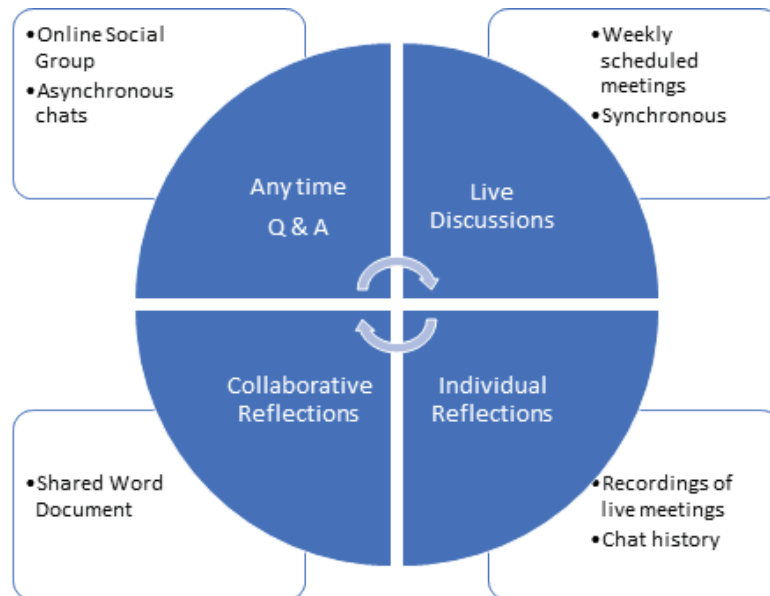 •Online Social
Group
•Asynchronous
chats
•Weekly
scheduled
meetings
•Synchronous
Any time
Q & A
Live
Discussions
Collaborative
Reflections
Individual
Reflections
•Shared Word
Document
•Recordings of
live meetings
•Chat history